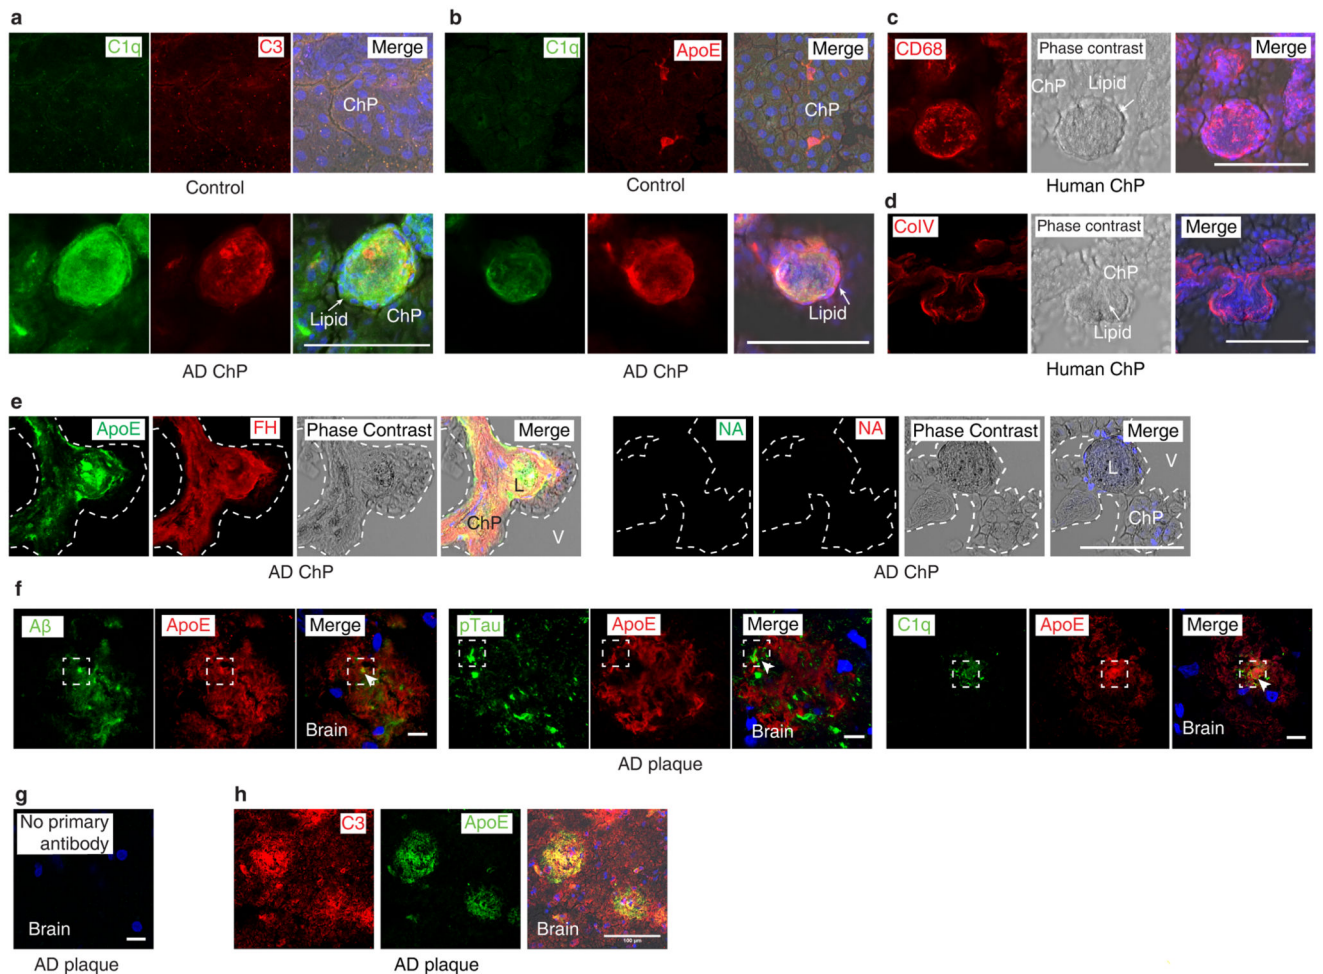 a
C1q
C3
Merge
ChP
Control
b
C1q
ApoE
Merge
ChP
Control
c
CD68
Phase contrast
Merge
ChP
Lipid
Human ChP
Lipid
ChP
AD ChP
Lipid
AD ChP
d
ColV
Phase contrast
Merge
ChP
Lipid
Human ChP
e
ApoE
FH
Phase Contrast
Merge
L
ChP
V
AD ChP
NA
NA
Phase Contrast
Merge
V
L
ChP
AD ChP
f
Aβ
ApoE
Merge
Brain
pTau
ApoE
Merge
Brain
C1q
ApoE
Merge
Brain
AD plaque
g
No primary
antibody
Brain
AD plaque
h
C3
ApoE
Brain
100 µm
AD plaque